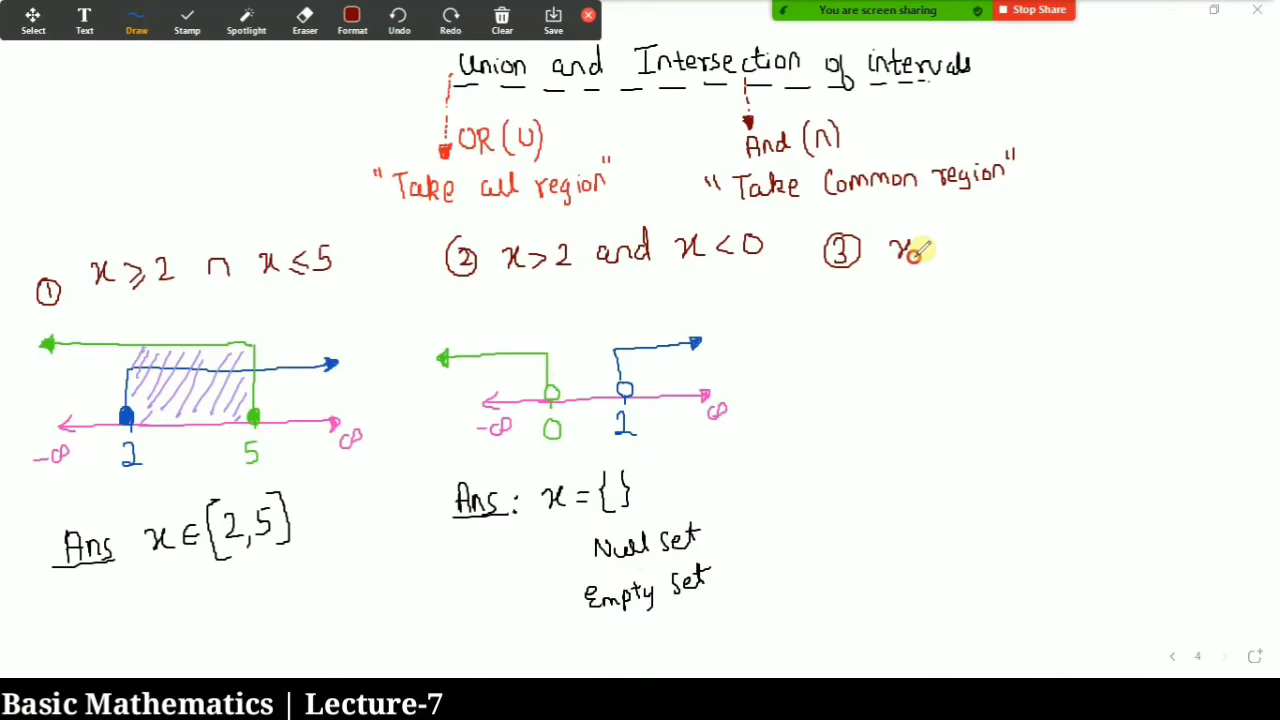 Select Text Draw Stamp Spotlight Eraser Format Undo Redo Clear Save
You are screen sharing Stop Share
Union and Intersection of intervals
OR (U)
And (∩)
"Take all region"
"Take Common region"
① x ≥ 2 ∩ x ≤ 5
② x > 2 and x < 0
③ x
-∞ 2 5 ∞
-∞ 0 2 ∞
Ans x ∈ [2,5]
Ans : x = { }
Null set
Empty set
4
Basic Mathematics | Lecture-7